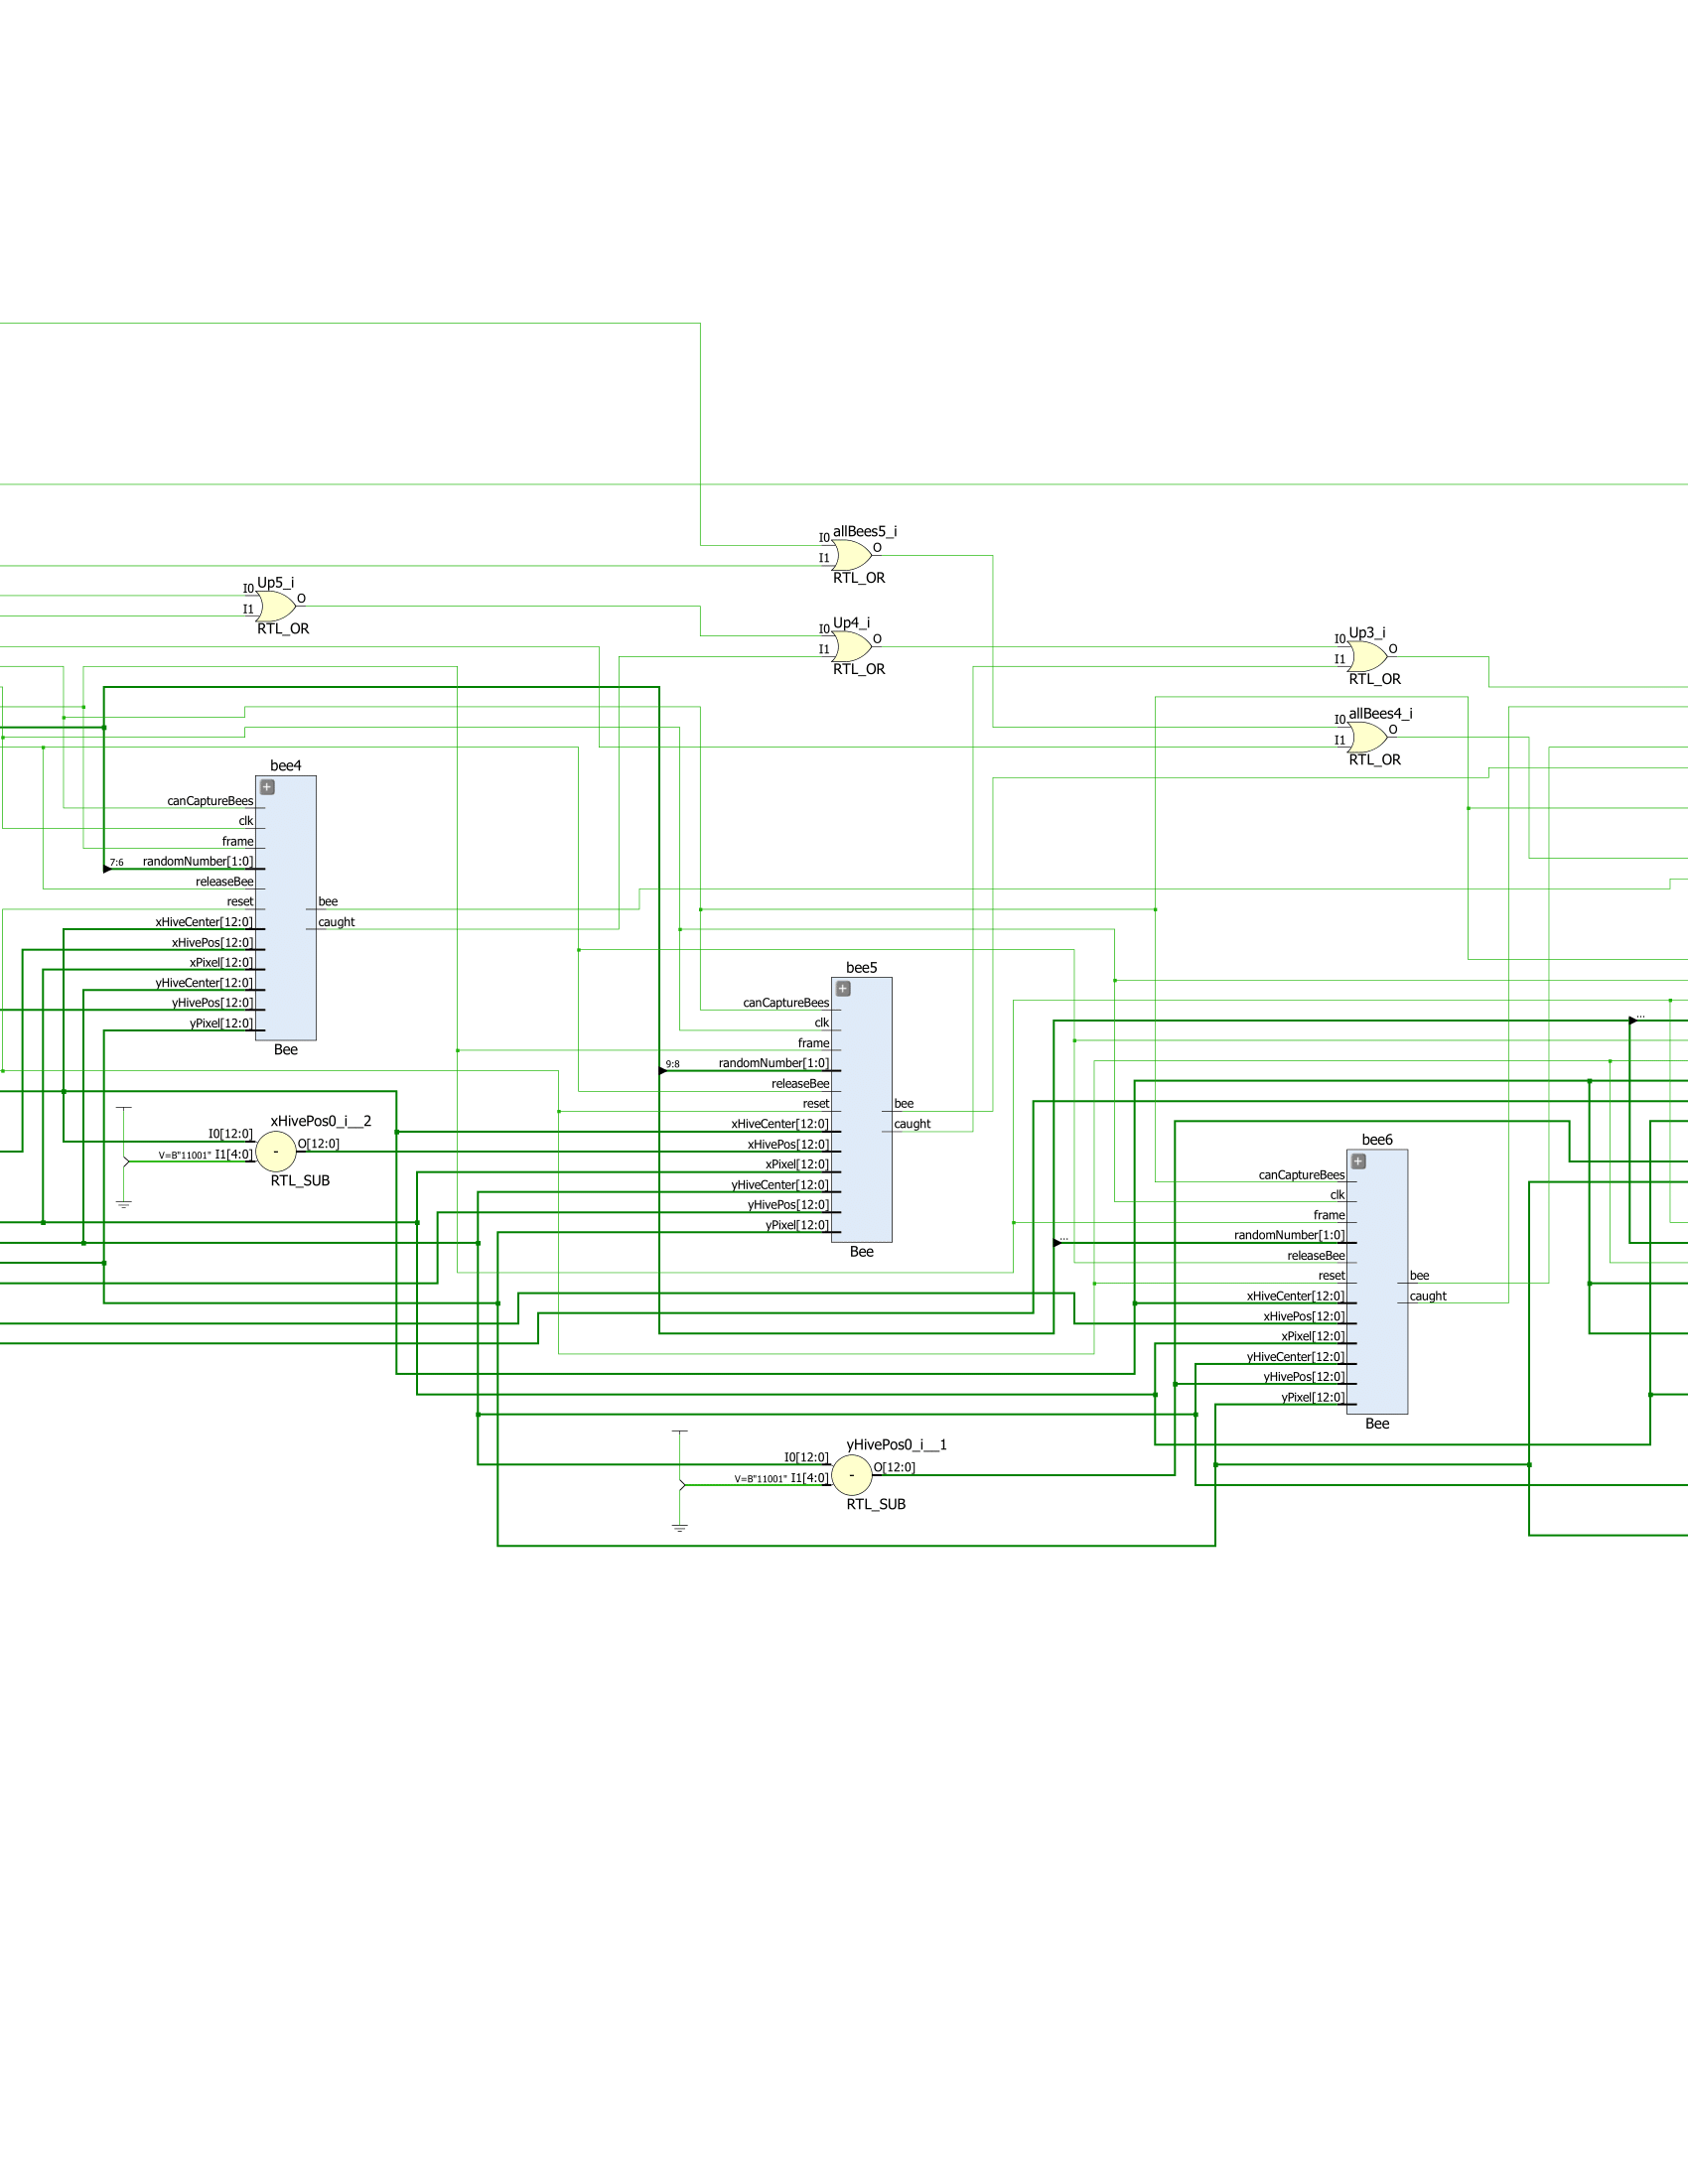 allBees5_i
I0
I1
O
RTL_OR
Up5_i
I0
I1
O
RTL_OR
Up4_i
I0
I1
O
RTL_OR
Up3_i
I0
I1
O
RTL_OR
allBees4_i
I0
I1
O
RTL_OR
bee4
canCaptureBees
clk
frame
7:6 randomNumber[1:0]
releaseBee
reset
xHiveCenter[12:0]
xHivePos[12:0]
xPixel[12:0]
yHiveCenter[12:0]
yHivePos[12:0]
yPixel[12:0]
bee
caught
Bee
bee5
canCaptureBees
clk
frame
9:8 randomNumber[1:0]
releaseBee
reset
xHiveCenter[12:0]
xHivePos[12:0]
xPixel[12:0]
yHiveCenter[12:0]
yHivePos[12:0]
yPixel[12:0]
bee
caught
Bee
...
xHivePos0_i__2
I0[12:0]
V=B"11001" I1[4:0]
-
O[12:0]
RTL_SUB
bee6
canCaptureBees
clk
frame
... randomNumber[1:0]
releaseBee
reset
xHiveCenter[12:0]
xHivePos[12:0]
xPixel[12:0]
yHiveCenter[12:0]
yHivePos[12:0]
yPixel[12:0]
bee
caught
Bee
yHivePos0_i__1
I0[12:0]
V=B"11001" I1[4:0]
-
O[12:0]
RTL_SUB